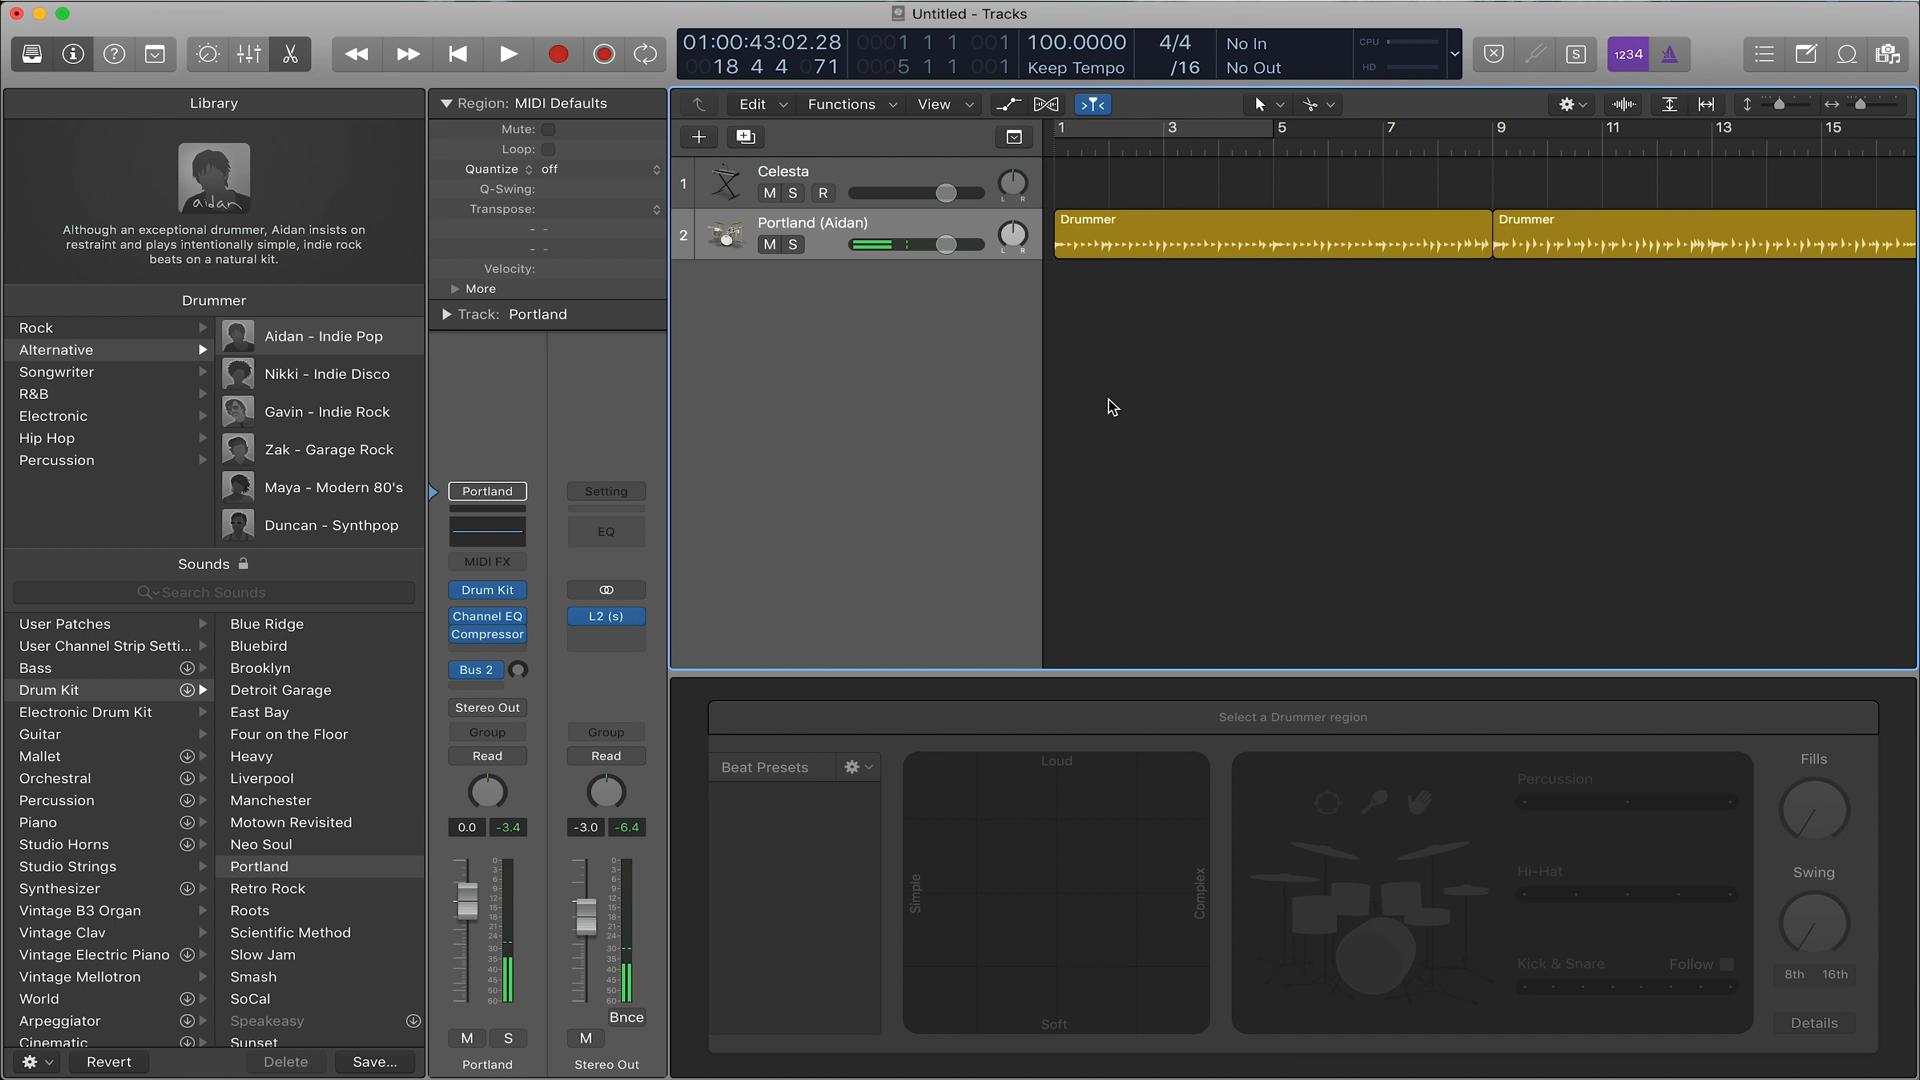 Untitled - Tracks
01:00:43:02.28
0018 4 4 071
0001 1 1 001
0005 1 1 001
100.0000
Keep Tempo
4/4
/16
No In
No Out
CPU
HD
1234
S
Library
aidan
Although an exceptional drummer, Aidan insists on
restraint and plays intentionally simple, indie rock
beats on a natural kit.
Drummer
Rock
Alternative
Songwriter
R&B
Electronic
Hip Hop
Percussion
Aidan - Indie Pop
Nikki - Indie Disco
Gavin - Indie Rock
Zak - Garage Rock
Maya - Modern 80's
Duncan - Synthpop
Sounds
Search Sounds
User Patches
User Channel Strip Setti...
Bass
Drum Kit
Electronic Drum Kit
Guitar
Mallet
Orchestral
Percussion
Piano
Studio Horns
Studio Strings
Synthesizer
Vintage B3 Organ
Vintage Clav
Vintage Electric Piano
Vintage Mellotron
World
Arpeggiator
Cinematic
Blue Ridge
Bluebird
Brooklyn
Detroit Garage
East Bay
Four on the Floor
Heavy
Liverpool
Manchester
Motown Revisited
Neo Soul
Portland
Retro Rock
Roots
Scientific Method
Slow Jam
Smash
SoCal
Speakeasy
Sunset
Revert
Delete
Save...
Region: MIDI Defaults
Mute:
Loop:
Quantize off
Q-Swing:
Transpose:
- -
- -
Velocity:
More
Track: Portland
Portland
MIDI FX
Drum Kit
Channel EQ
Compressor
Bus 2
Stereo Out
Group
Read
0.0 -3.4
M S
Portland
Setting
EQ
L2 (s)
Group
Read
-3.0 -6.4
Bnce
M
Stereo Out
Edit Functions View
1 3 5 7 9 11 13 15
1
Celesta
M S R
L R
2
Portland (Aidan)
M S
L R
Drummer
Drummer
Select a Drummer region
Beat Presets
Loud
Simple
Complex
Soft
Percussion
Hi-Hat
Kick & Snare
Follow
Fills
Swing
8th 16th
Details